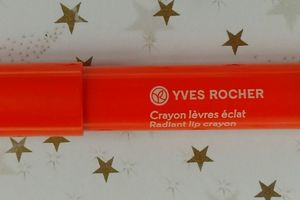 YVES ROCHER
Crayon lèvres éclat
Radiant lip crayon